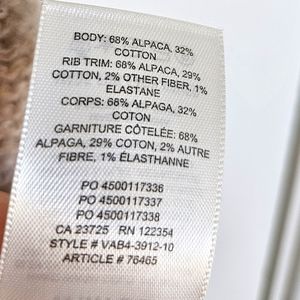 BODY: 68% ALPACA, 32%
COTTON
RIB TRIM: 68% ALPACA, 29%
COTTON, 2% OTHER FIBER, 1%
ELASTANE
CORPS: 68% ALPAGA, 32%
COTON
GARNITURE CÔTELÉE: 68%
ALPAGA, 29% COTON, 2% AUTRE
FIBRE, 1% ÉLASTHANNE
PO 4500117336
PO 4500117337
PO 4500117338
CA 23725 RN 122354
STYLE # VAB4-3912-10
ARTICLE # 76465